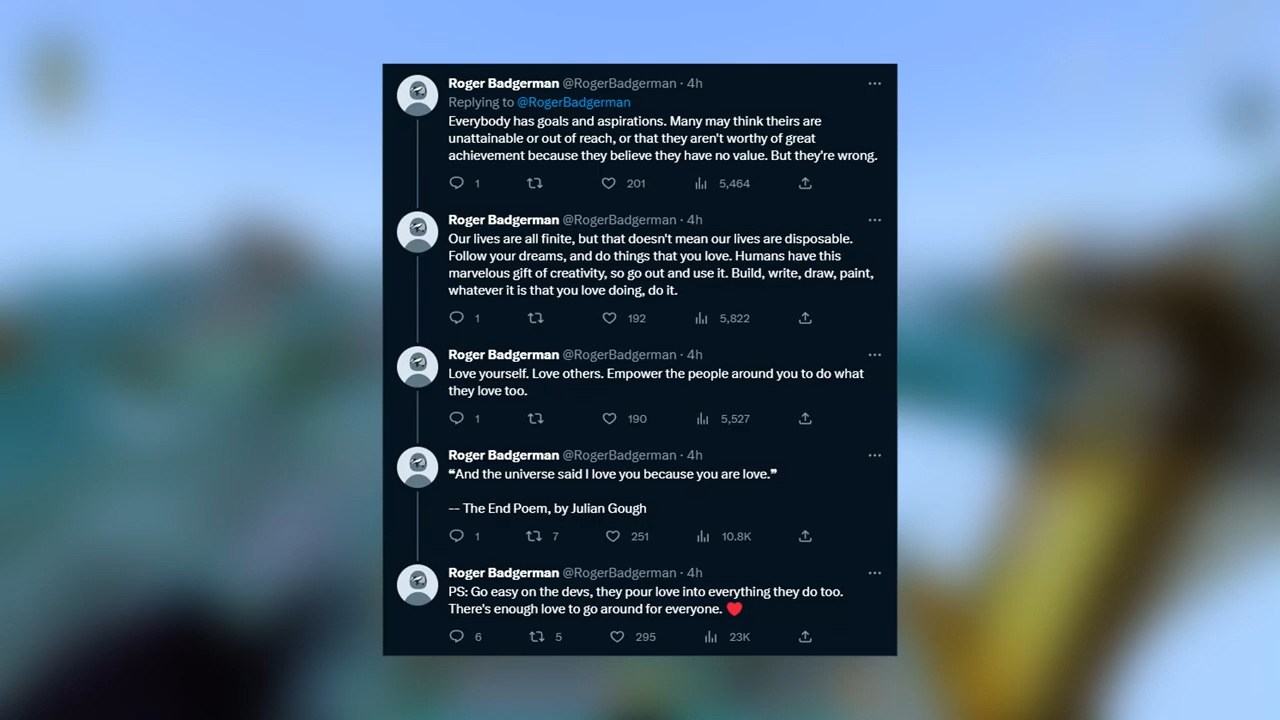 Roger Badgerman @RogerBadgerman · 4h
Replying to @RogerBadgerman
Everybody has goals and aspirations. Many may think theirs are
unattainable or out of reach, or that they aren't worthy of great
achievement because they believe they have no value. But they're wrong.
1 201 5,464
Roger Badgerman @RogerBadgerman · 4h
Our lives are all finite, but that doesn't mean our lives are disposable.
Follow your dreams, and do things that you love. Humans have this
marvelous gift of creativity, so go out and use it. Build, write, draw, paint,
whatever it is that you love doing, do it.
1 192 5,822
Roger Badgerman @RogerBadgerman · 4h
Love yourself. Love others. Empower the people around you to do what
they love too.
1 190 5,527
Roger Badgerman @RogerBadgerman · 4h
❝And the universe said I love you because you are love.❞
-- The End Poem, by Julian Gough
1 7 251 10.8K
Roger Badgerman @RogerBadgerman · 4h
PS: Go easy on the devs, they pour love into everything they do too.
There's enough love to go around for everyone. ❤️
6 5 295 23K